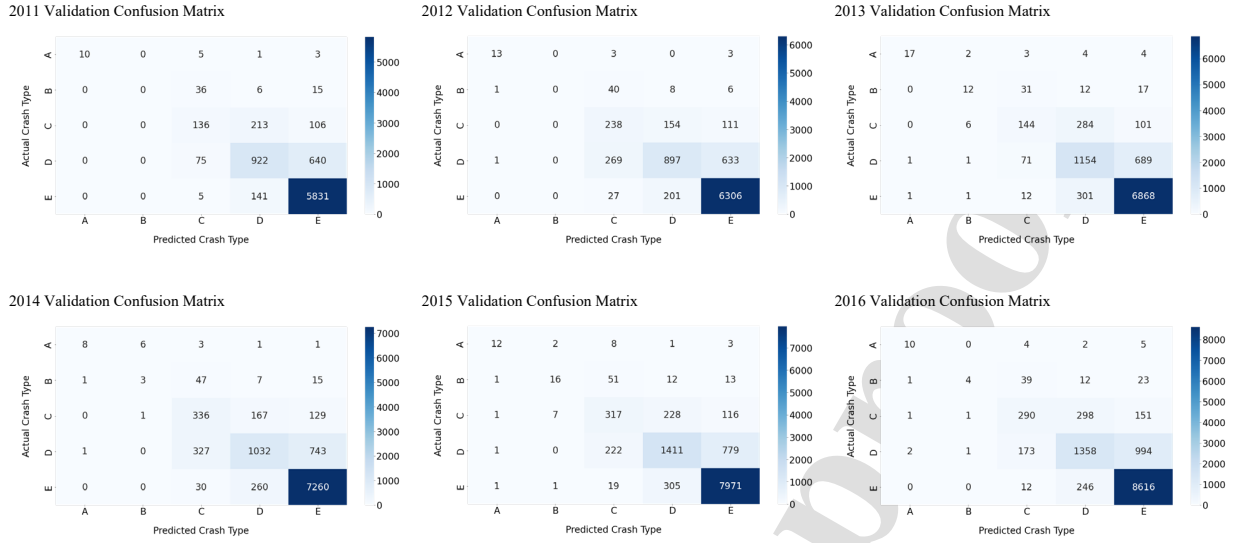 2011 Validation Confusion Matrix
Actual Crash Type
A 10 0 5 1 3
B 0 0 36 6 15
C 0 0 136 213 106
D 0 0 75 922 640
E 0 0 5 141 5831
A B C D E
Predicted Crash Type
5000
4000
3000
2000
1000
0
2012 Validation Confusion Matrix
Actual Crash Type
A 13 0 3 0 3
B 1 0 40 8 6
C 0 0 238 154 111
D 1 0 269 897 633
E 0 0 27 201 6306
A B C D E
Predicted Crash Type
6000
5000
4000
3000
2000
1000
0
2013 Validation Confusion Matrix
Actual Crash Type
A 17 2 3 4 4
B 0 12 31 12 17
C 0 6 144 284 101
D 1 1 71 1154 689
E 1 1 12 301 6868
A B C D E
Predicted Crash Type
6000
5000
4000
3000
2000
1000
0
2014 Validation Confusion Matrix
Actual Crash Type
A 8 6 3 1 1
B 1 3 47 7 15
C 0 1 336 167 129
D 1 0 327 1032 743
E 0 0 30 260 7260
A B C D E
Predicted Crash Type
7000
6000
5000
4000
3000
2000
1000
0
2015 Validation Confusion Matrix
Actual Crash Type
A 12 2 8 1 3
B 1 16 51 12 13
C 1 7 317 228 116
D 1 0 222 1411 779
E 1 1 19 305 7971
A B C D E
Predicted Crash Type
7000
6000
5000
4000
3000
2000
1000
0
2016 Validation Confusion Matrix
Actual Crash Type
A 10 0 4 2 5
B 1 4 39 12 23
C 1 1 290 298 151
D 2 1 173 1358 994
E 0 0 12 246 8616
A B C D E
Predicted Crash Type
8000
7000
6000
5000
4000
3000
2000
1000
0